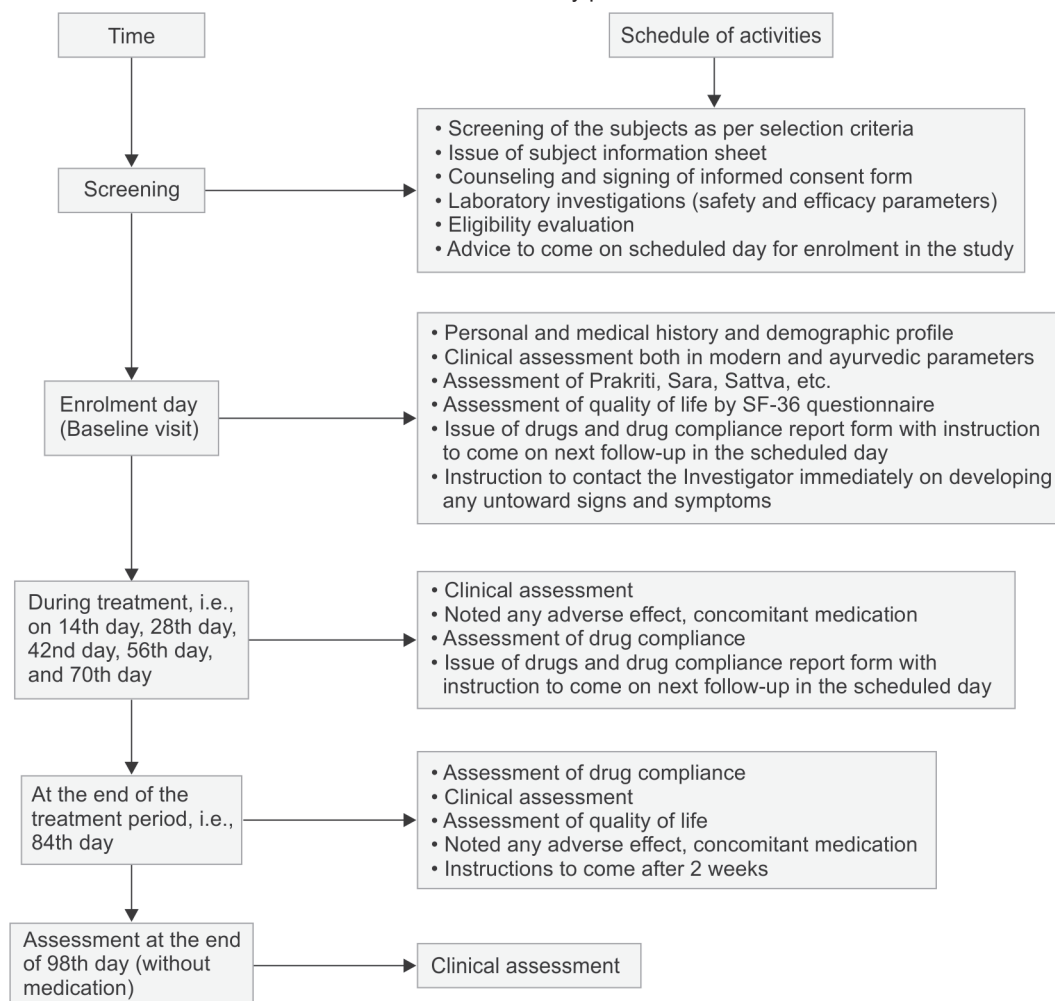 Time
Schedule of activities
Screening
• Screening of the subjects as per selection criteria
• Issue of subject information sheet
• Counseling and signing of informed consent form
• Laboratory investigations (safety and efficacy parameters)
• Eligibility evaluation
• Advice to come on scheduled day for enrolment in the study
Enrolment day
(Baseline visit)
• Personal and medical history and demographic profile
• Clinical assessment both in modern and ayurvedic parameters
• Assessment of Prakriti, Sara, Sattva, etc.
• Assessment of quality of life by SF-36 questionnaire
• Issue of drugs and drug compliance report form with instruction
to come on next follow-up in the scheduled day
• Instruction to contact the Investigator immediately on developing
any untoward signs and symptoms
During treatment, i.e.,
on 14th day, 28th day,
42nd day, 56th day,
and 70th day
• Clinical assessment
• Noted any adverse effect, concomitant medication
• Assessment of drug compliance
• Issue of drugs and drug compliance report form with
instruction to come on next follow-up in the scheduled day
At the end of the
treatment period, i.e.,
84th day
• Assessment of drug compliance
• Clinical assessment
• Assessment of quality of life
• Noted any adverse effect, concomitant medication
• Instructions to come after 2 weeks
Assessment at the end
of 98th day (without
medication)
Clinical assessment